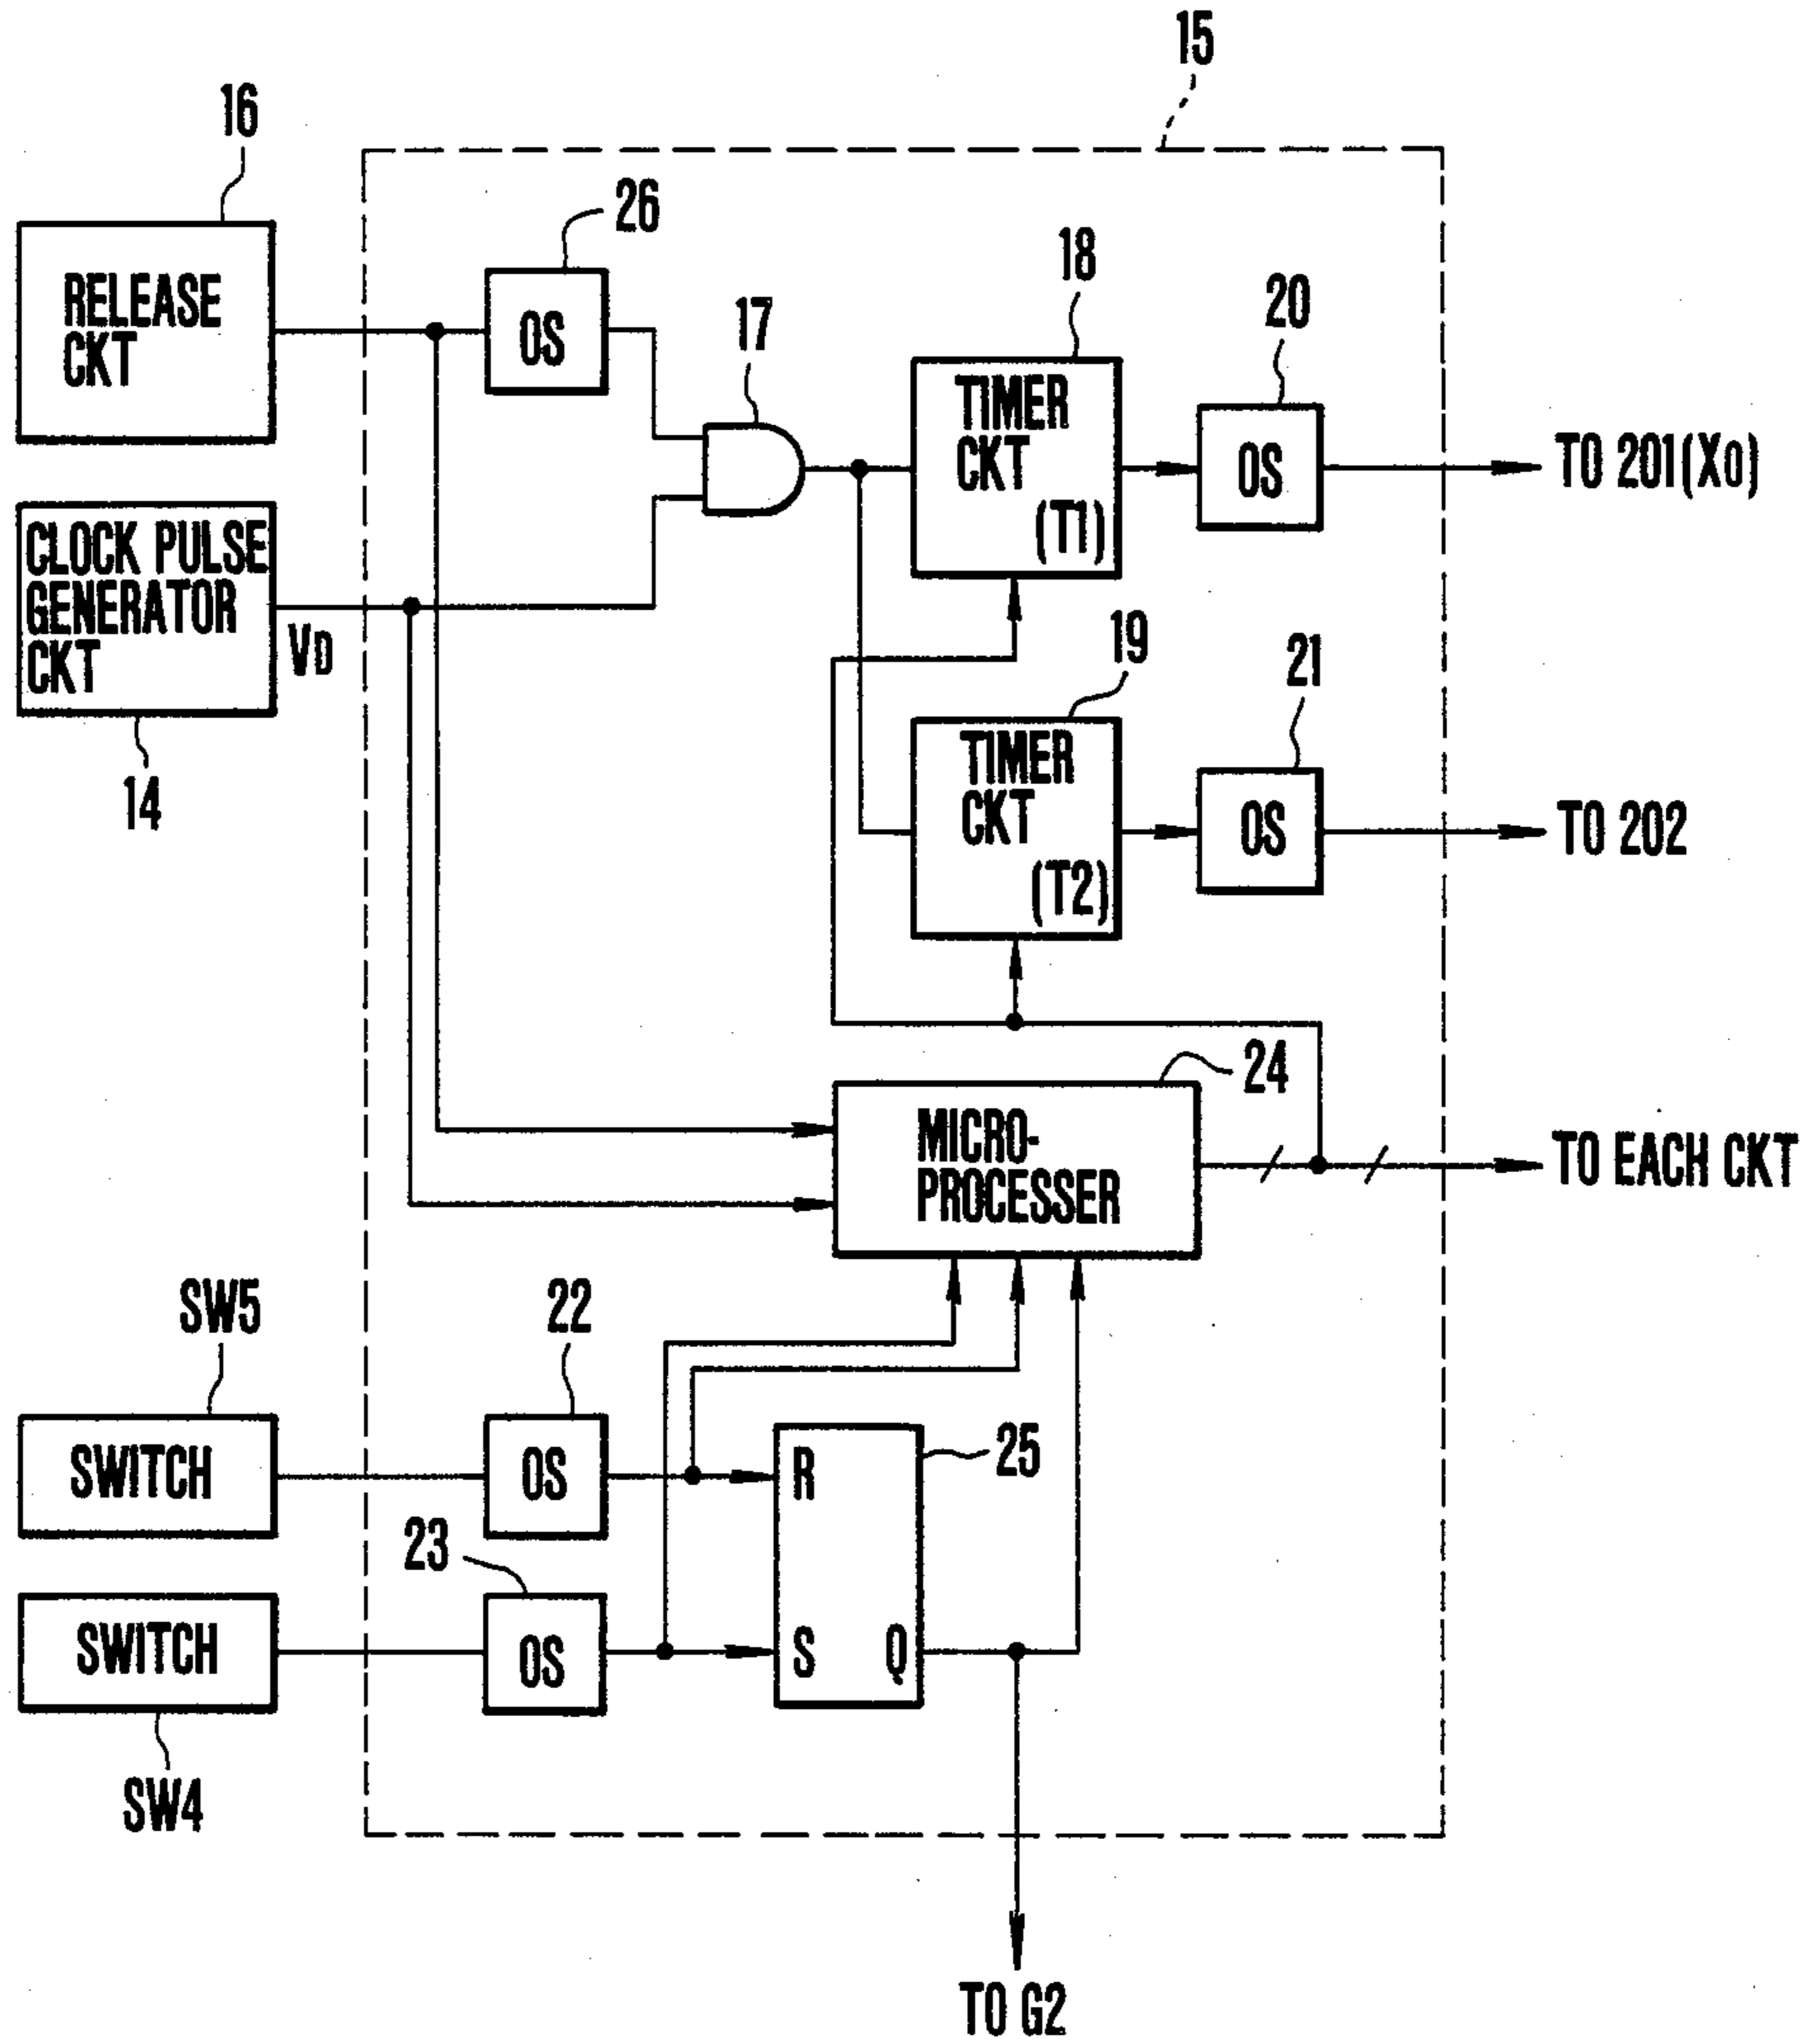 15
16
RELEASE
CKT
26
OS
17
18
TIMER
CKT
(T1)
20
OS
TO 201(X0)
CLOCK PULSE
GENERATOR
CKT
VD
14
19
TIMER
CKT
(T2)
21
OS
TO 202
24
MICRO-
PROCESSER
TO EACH CKT
SW5
SWITCH
22
OS
R
25
23
SWITCH
OS
S Q
SW4
TO G2